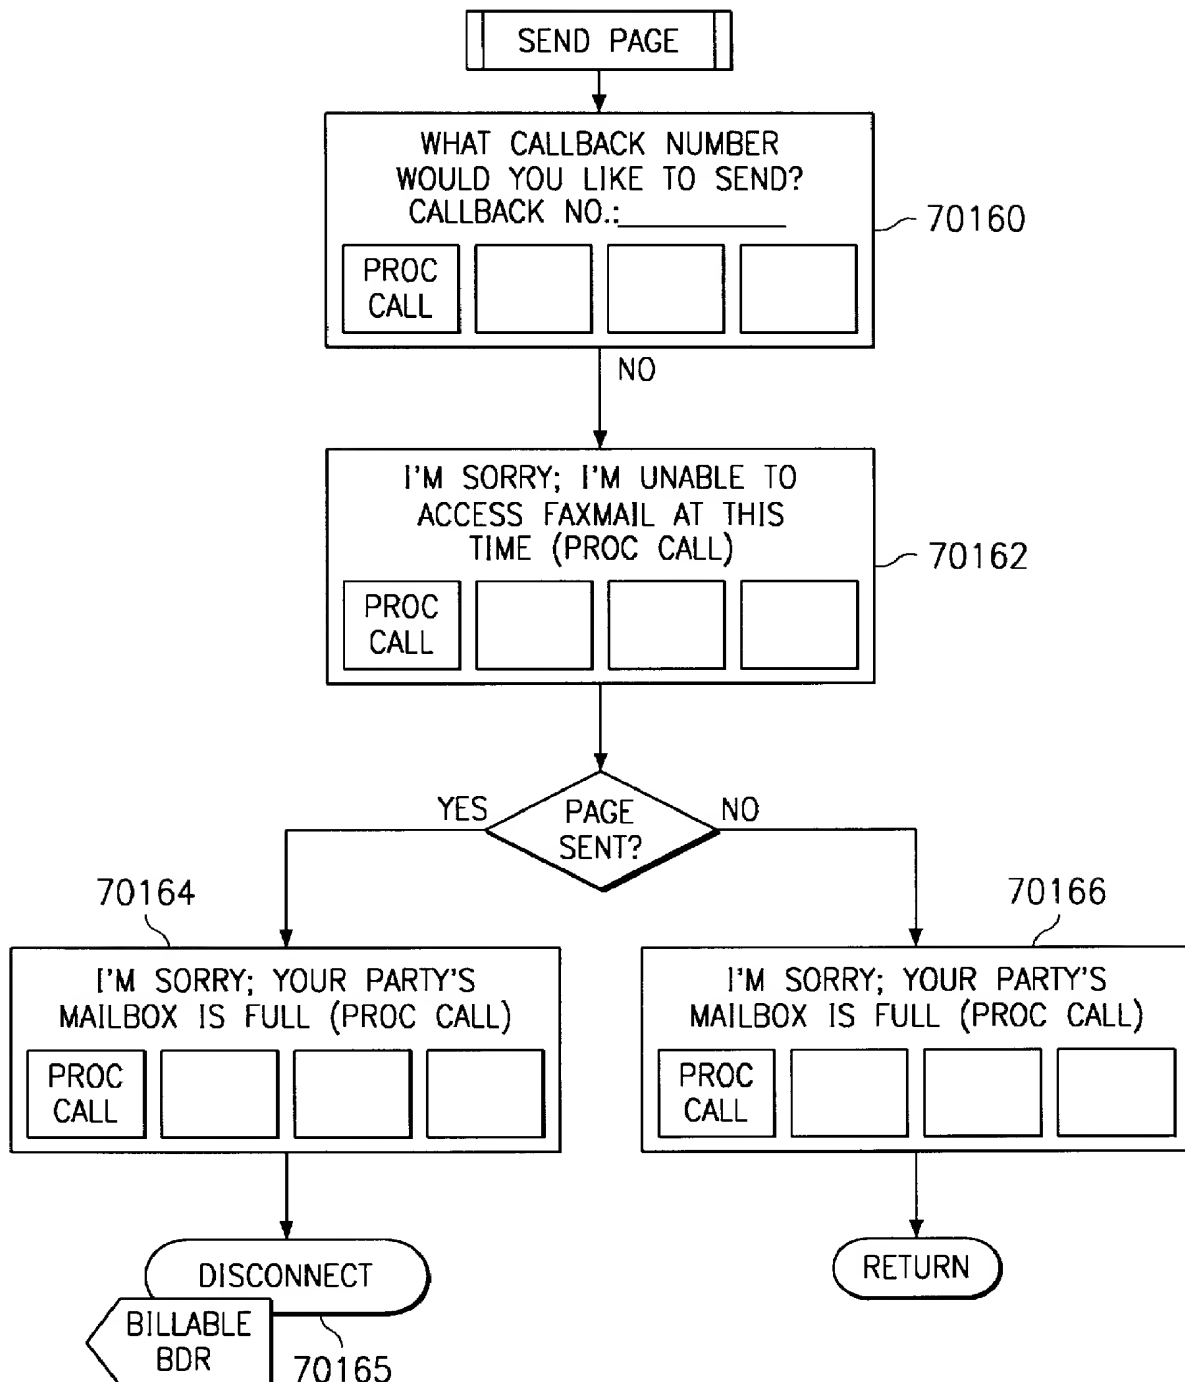 SEND PAGE
WHAT CALLBACK NUMBER
WOULD YOU LIKE TO SEND?
CALLBACK NO.:
70160
PROC
CALL
NO
I'M SORRY; I'M UNABLE TO
ACCESS FAXMAIL AT THIS
TIME (PROC CALL)
70162
PROC
CALL
YES
PAGE
SENT?
NO
70164
70166
I'M SORRY; YOUR PARTY'S
MAILBOX IS FULL (PROC CALL)
PROC
CALL
I'M SORRY; YOUR PARTY'S
MAILBOX IS FULL (PROC CALL)
PROC
CALL
DISCONNECT
RETURN
BILLABLE
BDR
70165